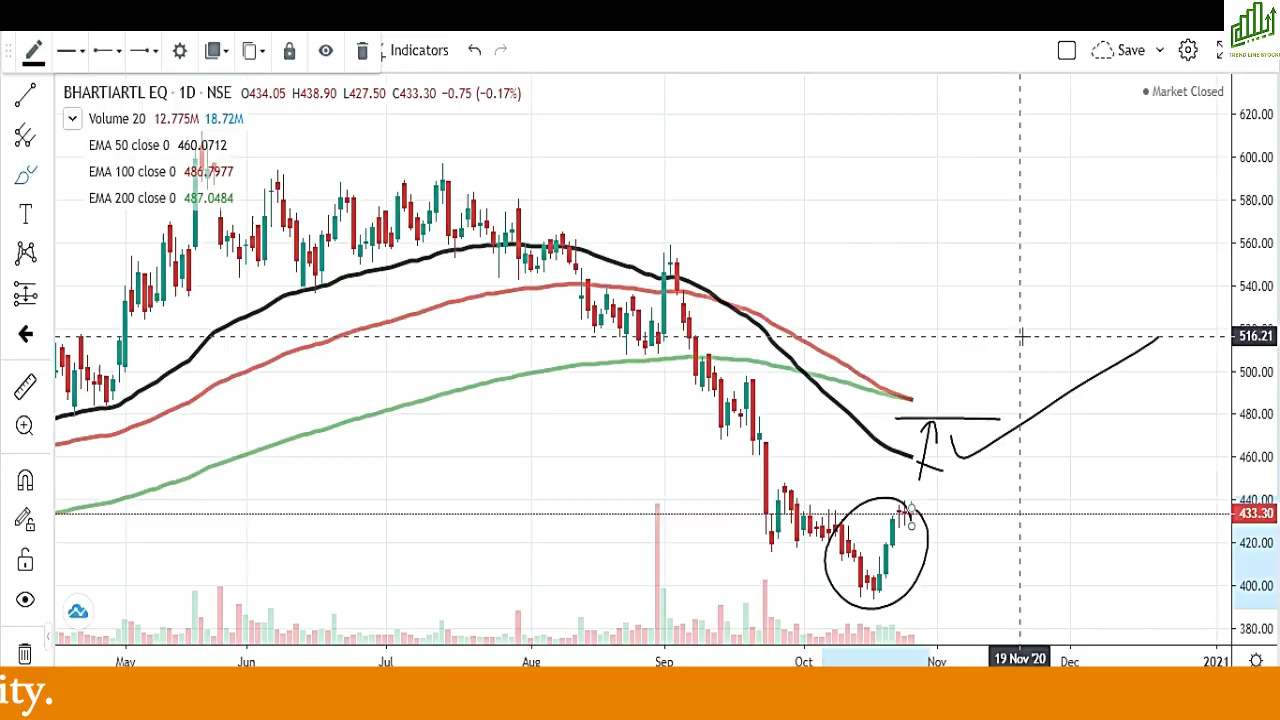 Indicators
Save
TREND LINE STOCK
BHARTIARTL EQ · 1D · NSE O434.05 H438.90 L427.50 C433.30 −0.75 (−0.17%)
Market Closed
Volume 20 12.775M 18.72M
EMA 50 close 0 460.0712
EMA 100 close 0 486.7977
EMA 200 close 0 487.0484
620.00
600.00
580.00
560.00
540.00
516.21
500.00
480.00
460.00
440.00
433.30
420.00
400.00
380.00
May Jun Jul Aug Sep Oct Nov 19 Nov '20 Dec 2021
ity.